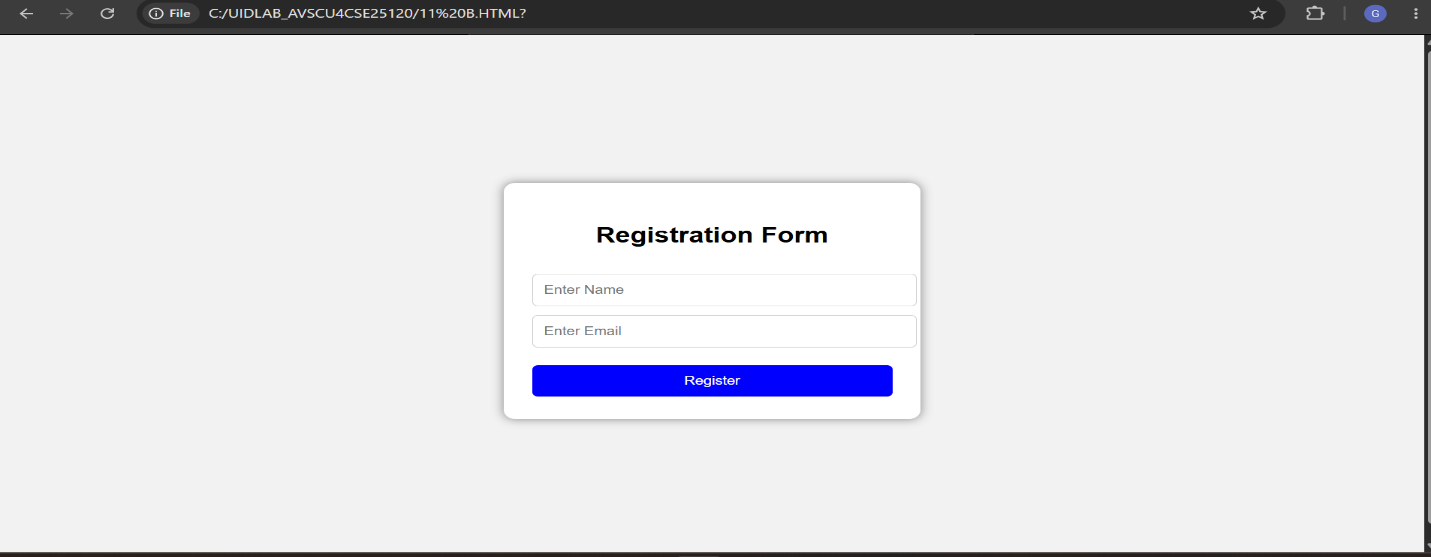 File C:/UIDLAB_AVSCU4CSE25120/11%20B.HTML?
G
Registration Form
Enter Name
Enter Email
Register